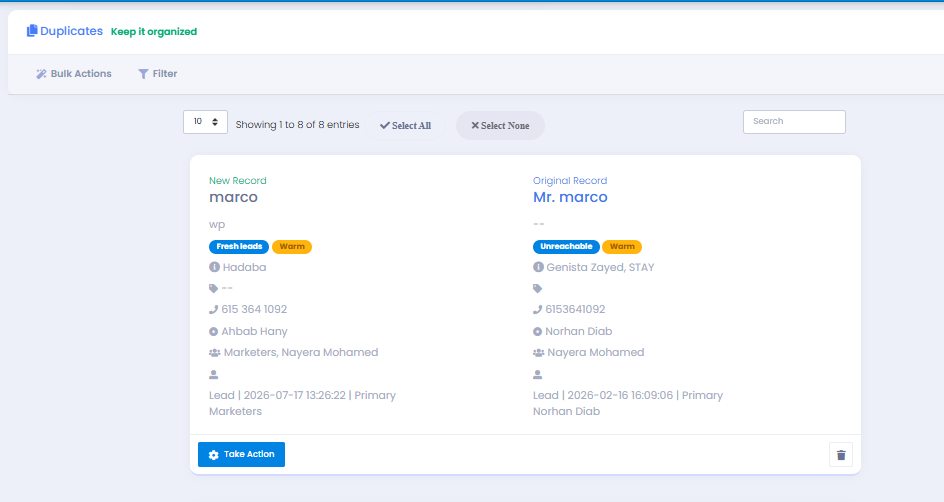 Duplicates Keep it organized
Bulk Actions Filter
10 Showing 1 to 8 of 8 entries Select All Select None Search
New Record
marco
wp
Fresh leads Warm
Hadaba
--
615 364 1092
Ahbab Hany
Marketers, Nayera Mohamed
Lead | 2026-07-17 13:26:22 | Primary
Marketers
Original Record
Mr. marco
--
Unreachable Warm
Genista Zayed, STAY
6153641092
Norhan Diab
Nayera Mohamed
Lead | 2026-02-16 16:09:06 | Primary
Norhan Diab
Take Action